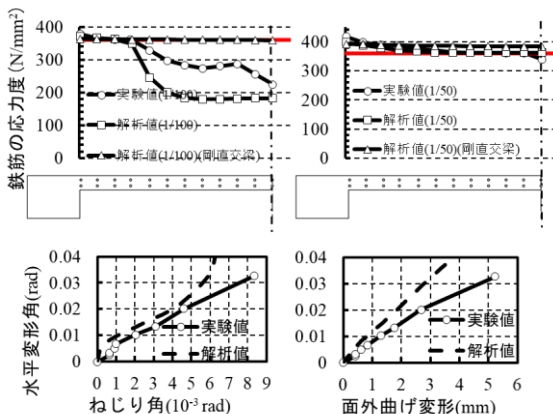 鉄筋の応力度(N/mm²)
400
300
200
100
0
実験値(1/100)
解析値(1/100)
解析値(1/100)(剛直交梁)
400
300
200
100
0
実験値(1/50)
解析値(1/50)
解析値(1/50)(剛直交梁)
水平変形角(rad)
0.04
0.03
0.02
0.01
0
実験値
解析値
0 1 2 3 4 5 6 7 8 9
ねじり角(10⁻³ rad)
0.04
0.03
0.02
0.01
0
実験値
解析値
0 1 2 3 4 5 6
面外曲げ変形(mm)